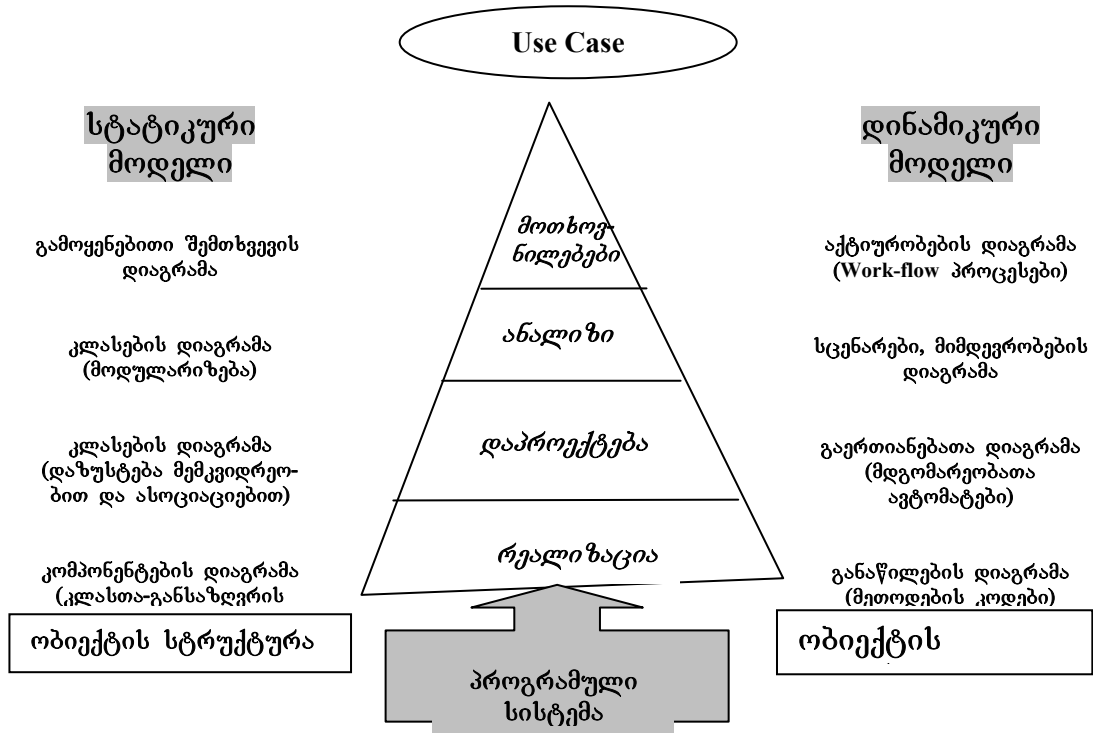 Use Case
სტატიკური
მოდელი
გამოყენებითი შემთხვევის
დიაგრამა
კლასების დიაგრამა
(მოდულარიზება)
კლასების დიაგრამა
(დაზუსტება მემკვიდრეო-
ბით და ასოციაციებით)
კომპონენტების დიაგრამა
(კლასთა-განსაზღვრის
ობიექტის სტრუქტურა
მოთხოვ-
ნილებები
ანალიზი
დაპროექტება
რეალიზაცია
პროგრამული
სისტემა
დინამიკური
მოდელი
აქტიურობების დიაგრამა
(Work-flow პროცესები)
სცენარები, მიმდევრობების
დიაგრამა
გაერთიანებათა დიაგრამა
(მდგომარეობათა
ავტომატები)
განაწილების დიაგრამა
(მეთოდების კოდები)
ობიექტის